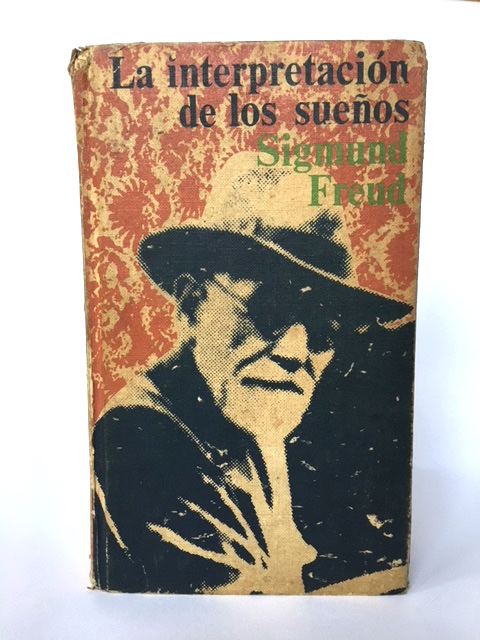 La interpretación
de los sueños
Sigmund
Freud